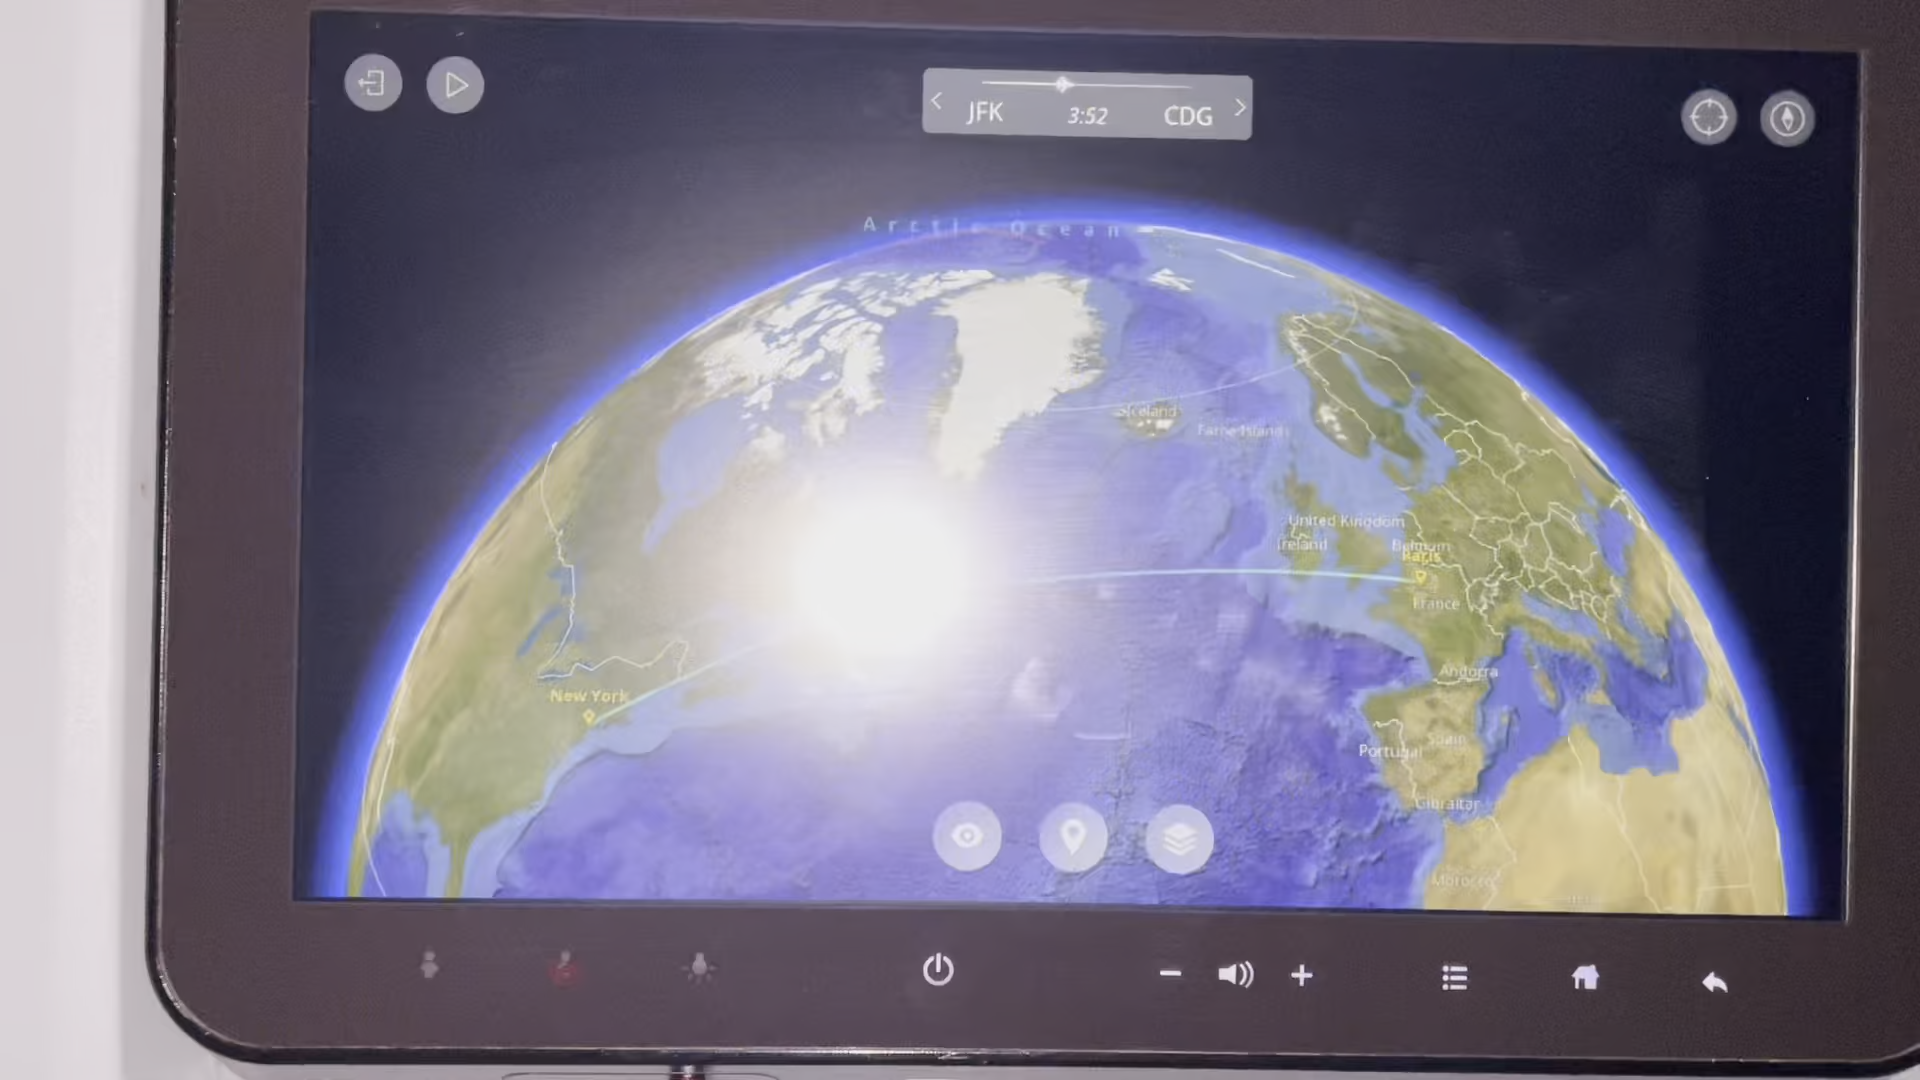 JFK 3:52 CDG
Arctic Ocean
Iceland
Faroe Islands
United Kingdom
Ireland
Belgium
Paris
France
New York
Andorra
Spain
Portugal
Gibraltar
Morocco